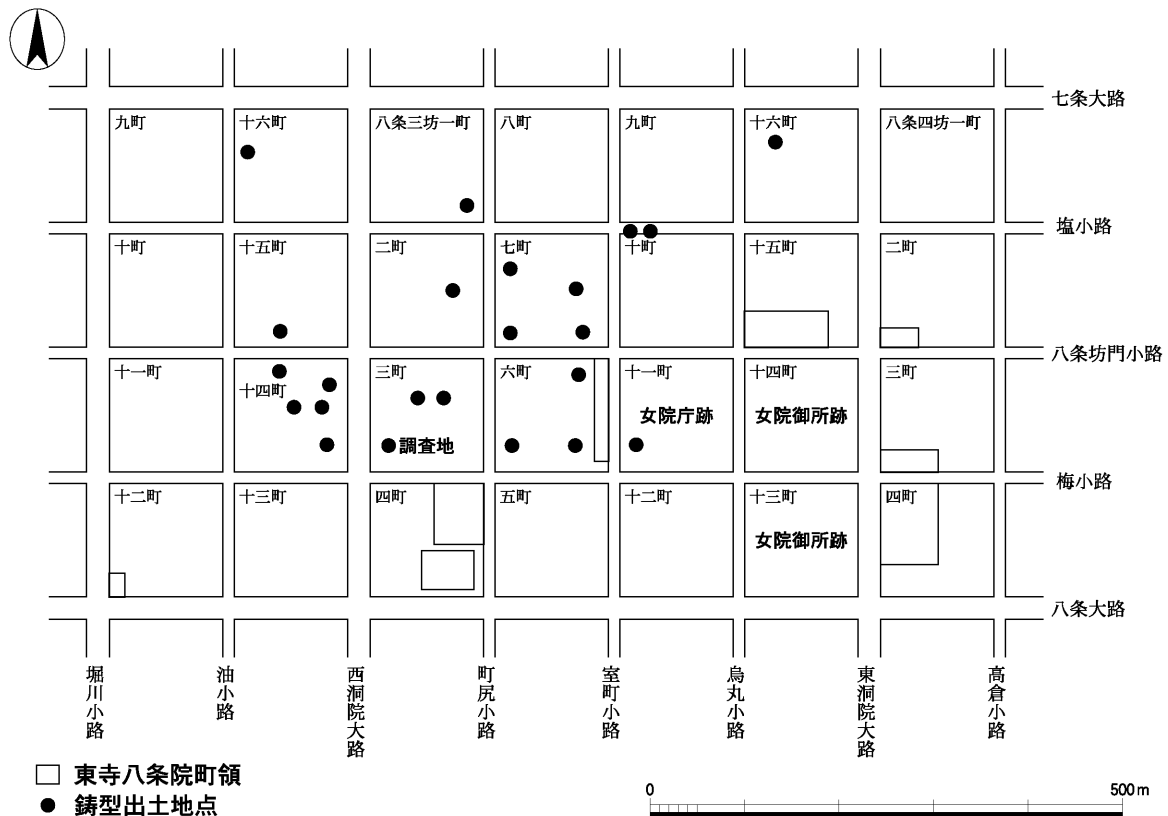 七条大路
九町
十六町
八条三坊一町
八町
九町
十六町
八条四坊一町
塩小路
十町
十五町
二町
七町
十町
十五町
二町
八条坊門小路
十一町
十四町
三町
六町
十一町
十四町
三町
女院庁跡
女院御所跡
調査地
梅小路
十二町
十三町
四町
五町
十二町
十三町
四町
女院御所跡
八条大路
堀川小路
油小路
西洞院大路
町尻小路
室町小路
烏丸小路
東洞院大路
高倉小路
東寺八条院町領
鋳型出土地点
0
500m